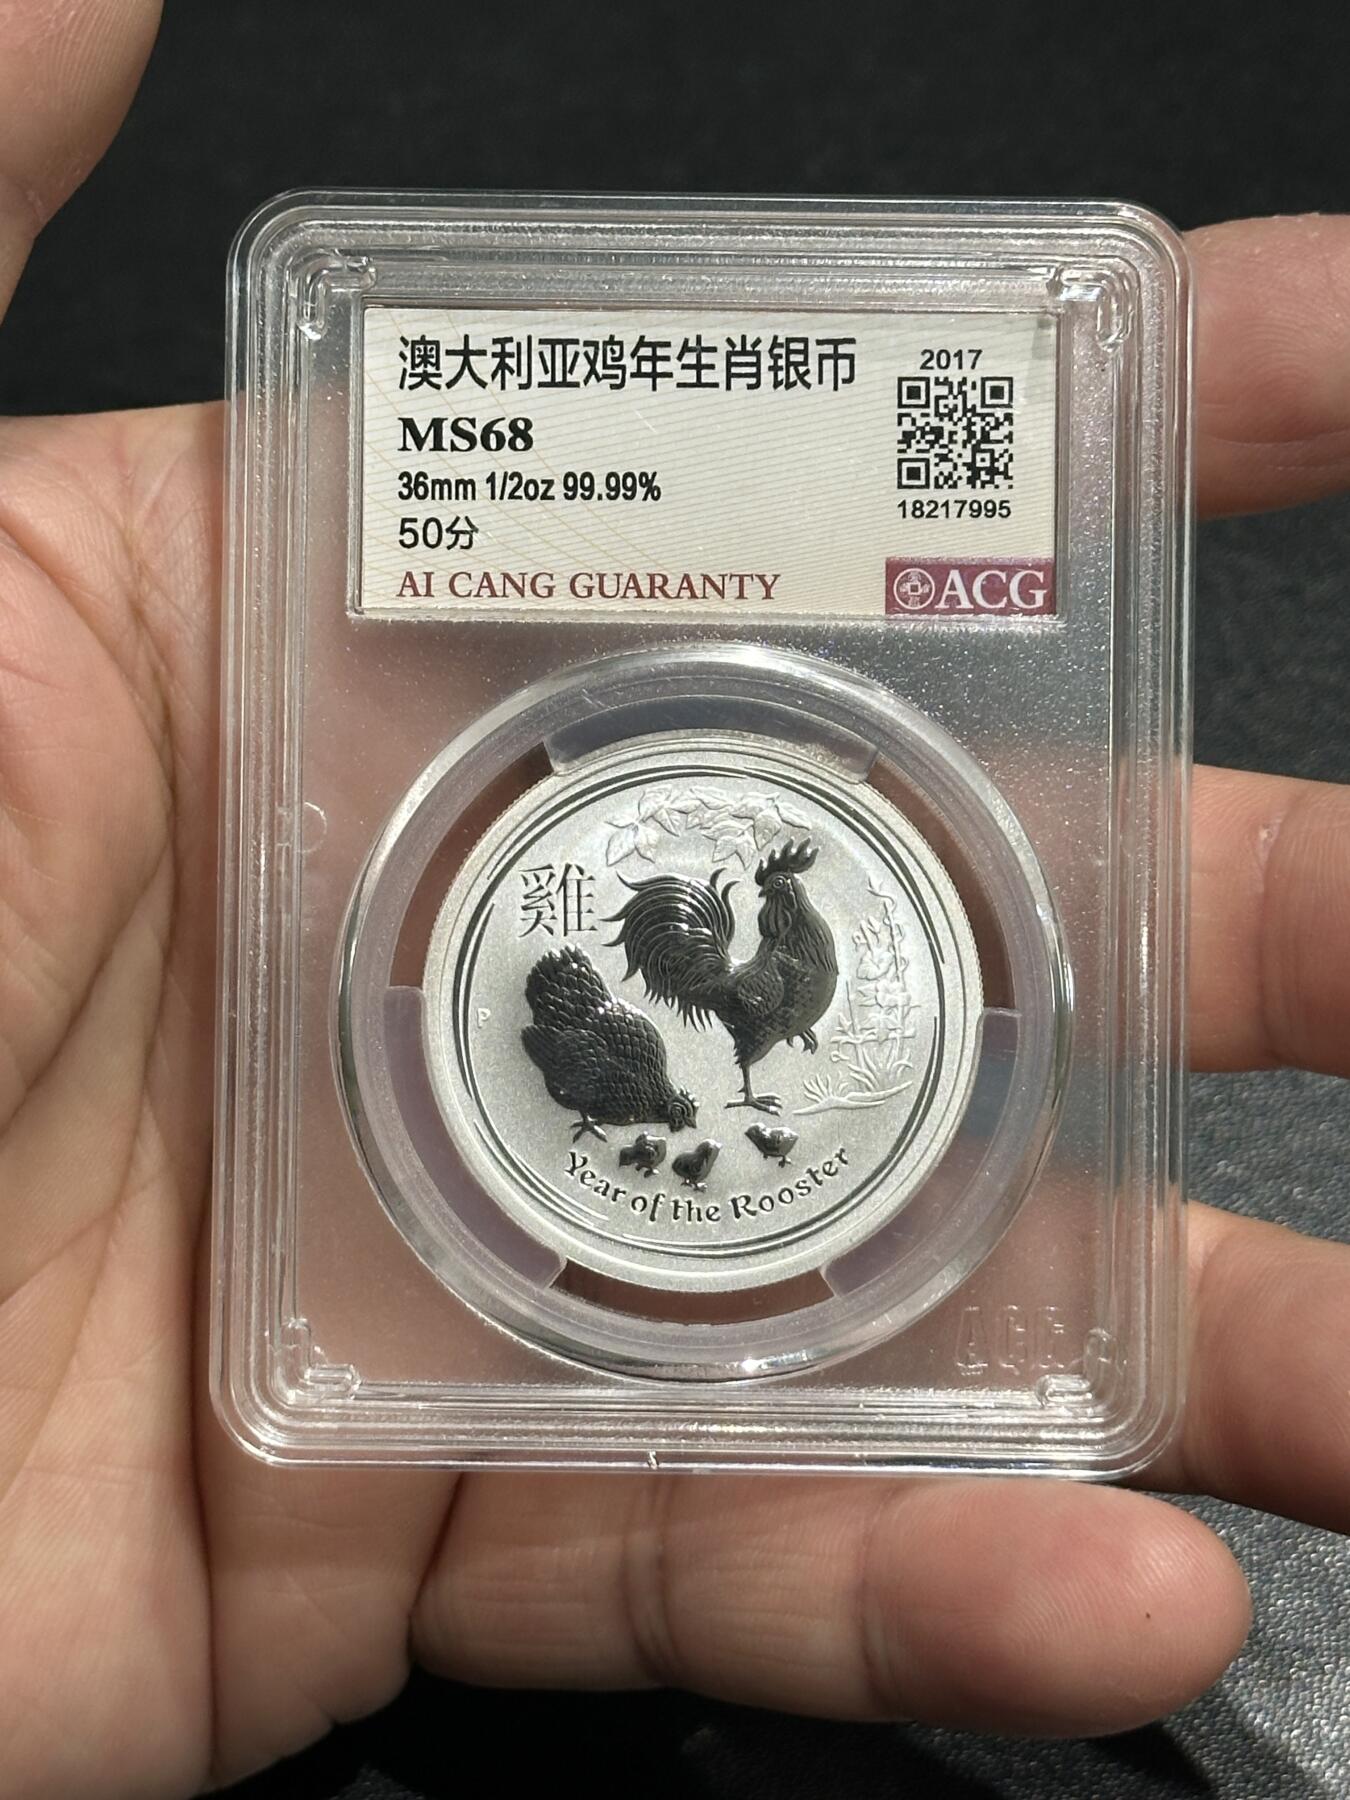 澳大利亚鸡年生肖银币
2017
MS68
36mm 1/2oz 99.99%
50分
18217995
AI CANG GUARANTY
ACG
雞
P
Year of the Rooster
ACG